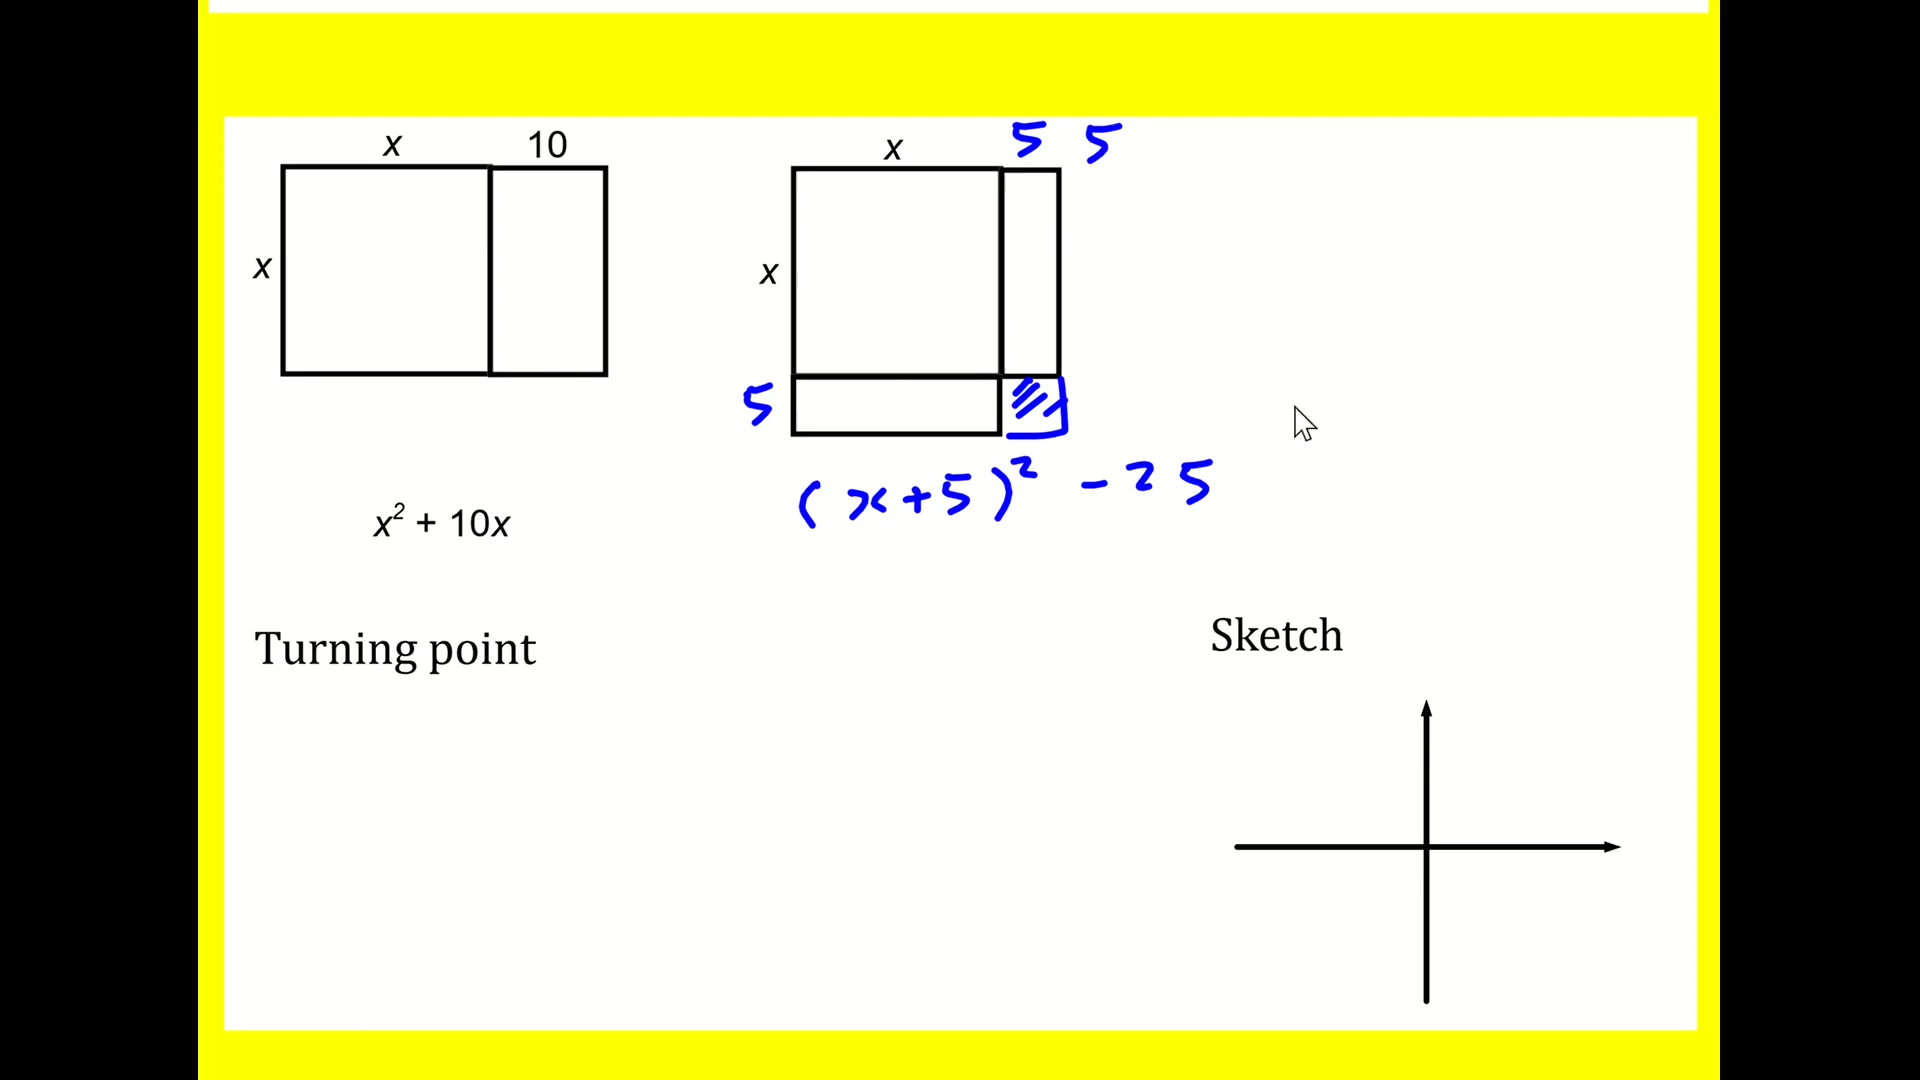 x 10
x
x 5 5
x
5
(x+5)² - 25
x² + 10x
Turning point
Sketch